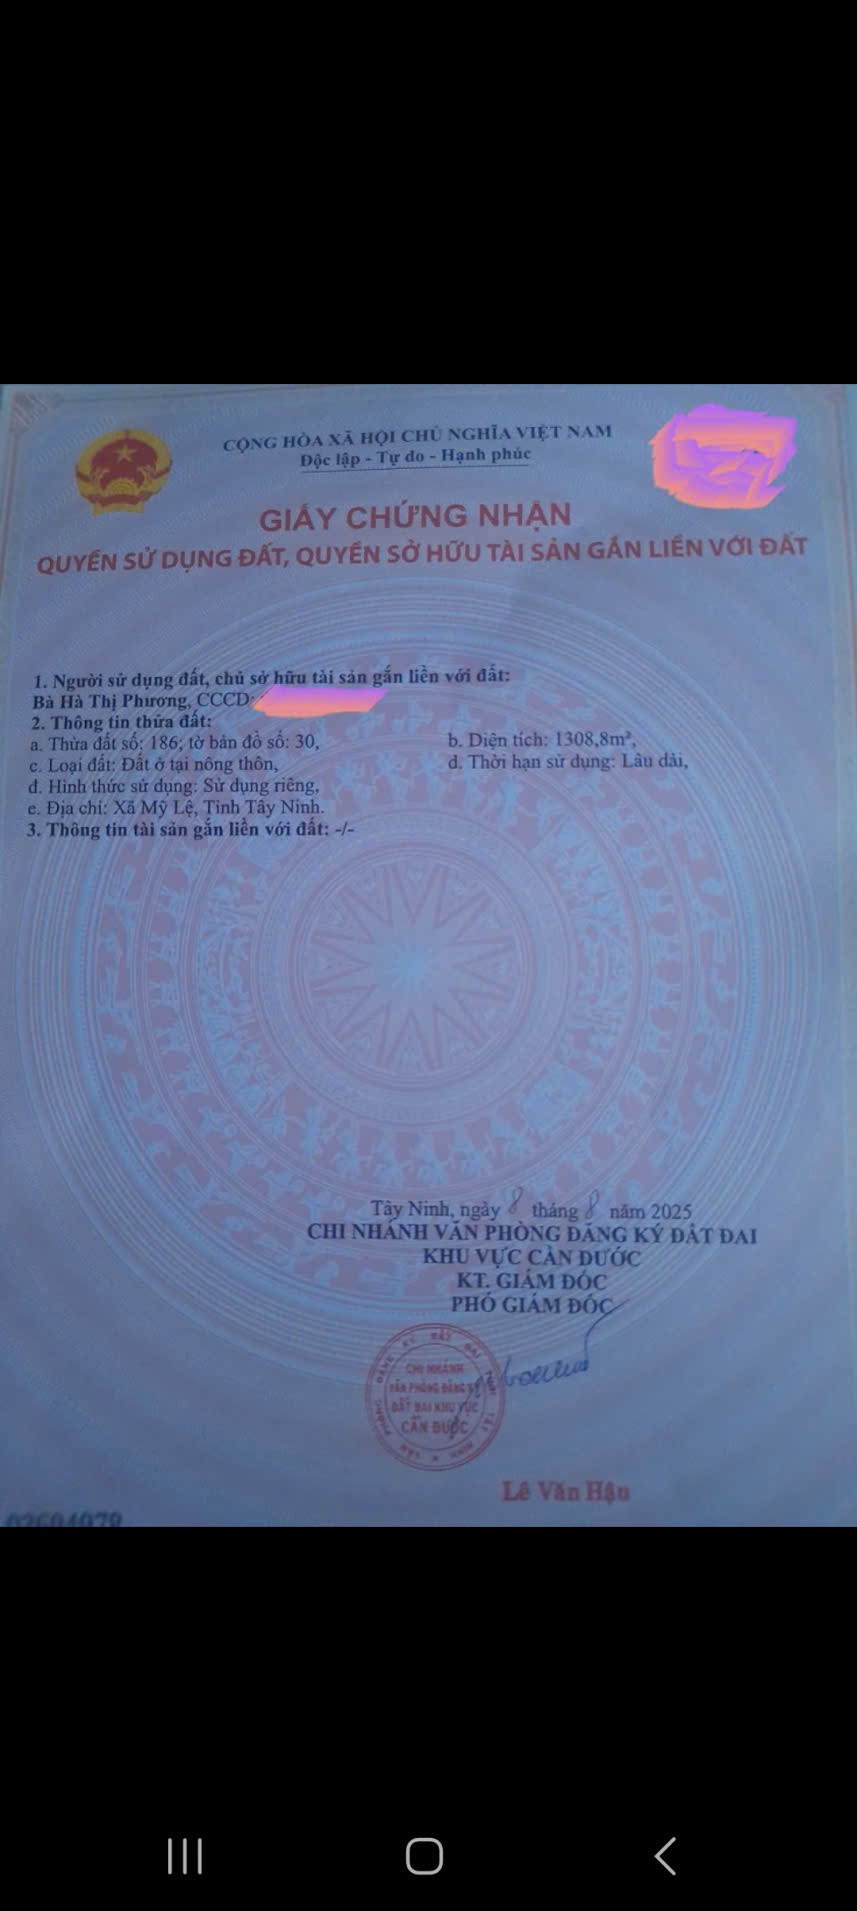 CỘNG HÒA XÃ HỘI CHỦ NGHĨA VIỆT NAM
Độc lập - Tự do - Hạnh phúc
GIẤY CHỨNG NHẬN
QUYỀN SỬ DỤNG ĐẤT, QUYỀN SỞ HỮU TÀI SẢN GẮN LIỀN VỚI ĐẤT
1. Người sử dụng đất, chủ sở hữu tài sản gắn liền với đất:
Bà Hà Thị Phương, CCCD:
2. Thông tin thửa đất:
a. Thửa đất số: 186; tờ bản đồ số: 30, b. Diện tích: 1308,8m²,
c. Loại đất: Đất ở tại nông thôn, d. Thời hạn sử dụng: Lâu dài,
đ. Hình thức sử dụng: Sử dụng riêng,
e. Địa chỉ: Xã Mỹ Lệ, Tỉnh Tây Ninh.
3. Thông tin tài sản gắn liền với đất: -/-
Tây Ninh, ngày 8 tháng 8 năm 2025
CHI NHÁNH VĂN PHÒNG ĐĂNG KÝ ĐẤT ĐAI
KHU VỰC CẦN ĐƯỚC
KT. GIÁM ĐỐC
PHÓ GIÁM ĐỐC
CHI NHÁNH
VĂN PHÒNG ĐĂNG KÝ
ĐẤT ĐAI KHU VỰC
CẦN ĐƯỚC
Lê Văn Hậu